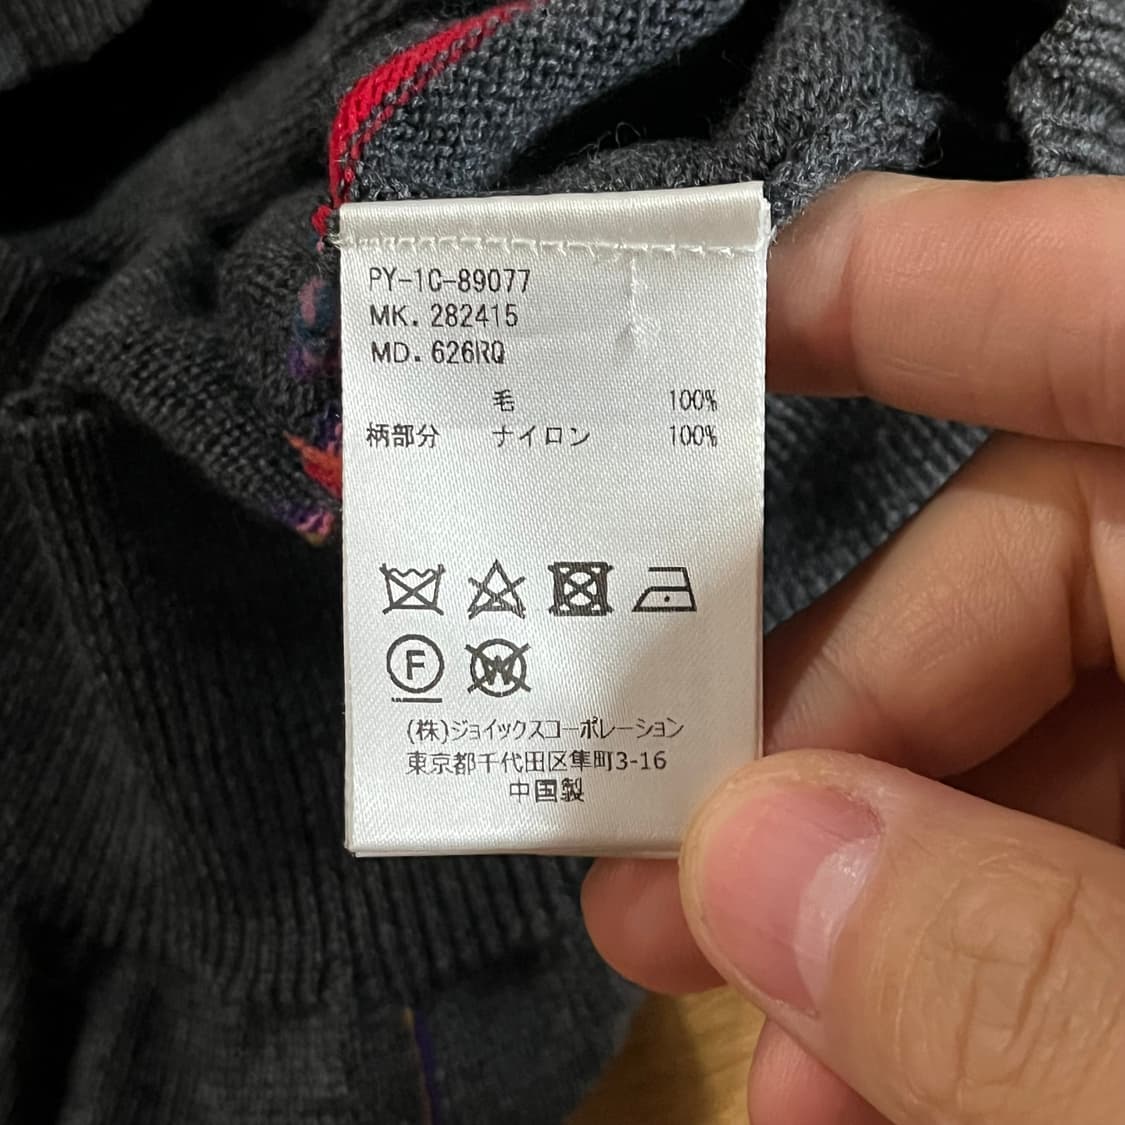 PY-1C-89077
MK. 282415
MD. 626RQ
毛 100%
柄部分 ナイロン 100%
F
W
(株)ジョイックスコーポレーション
東京都千代田区隼町3-16
中国製